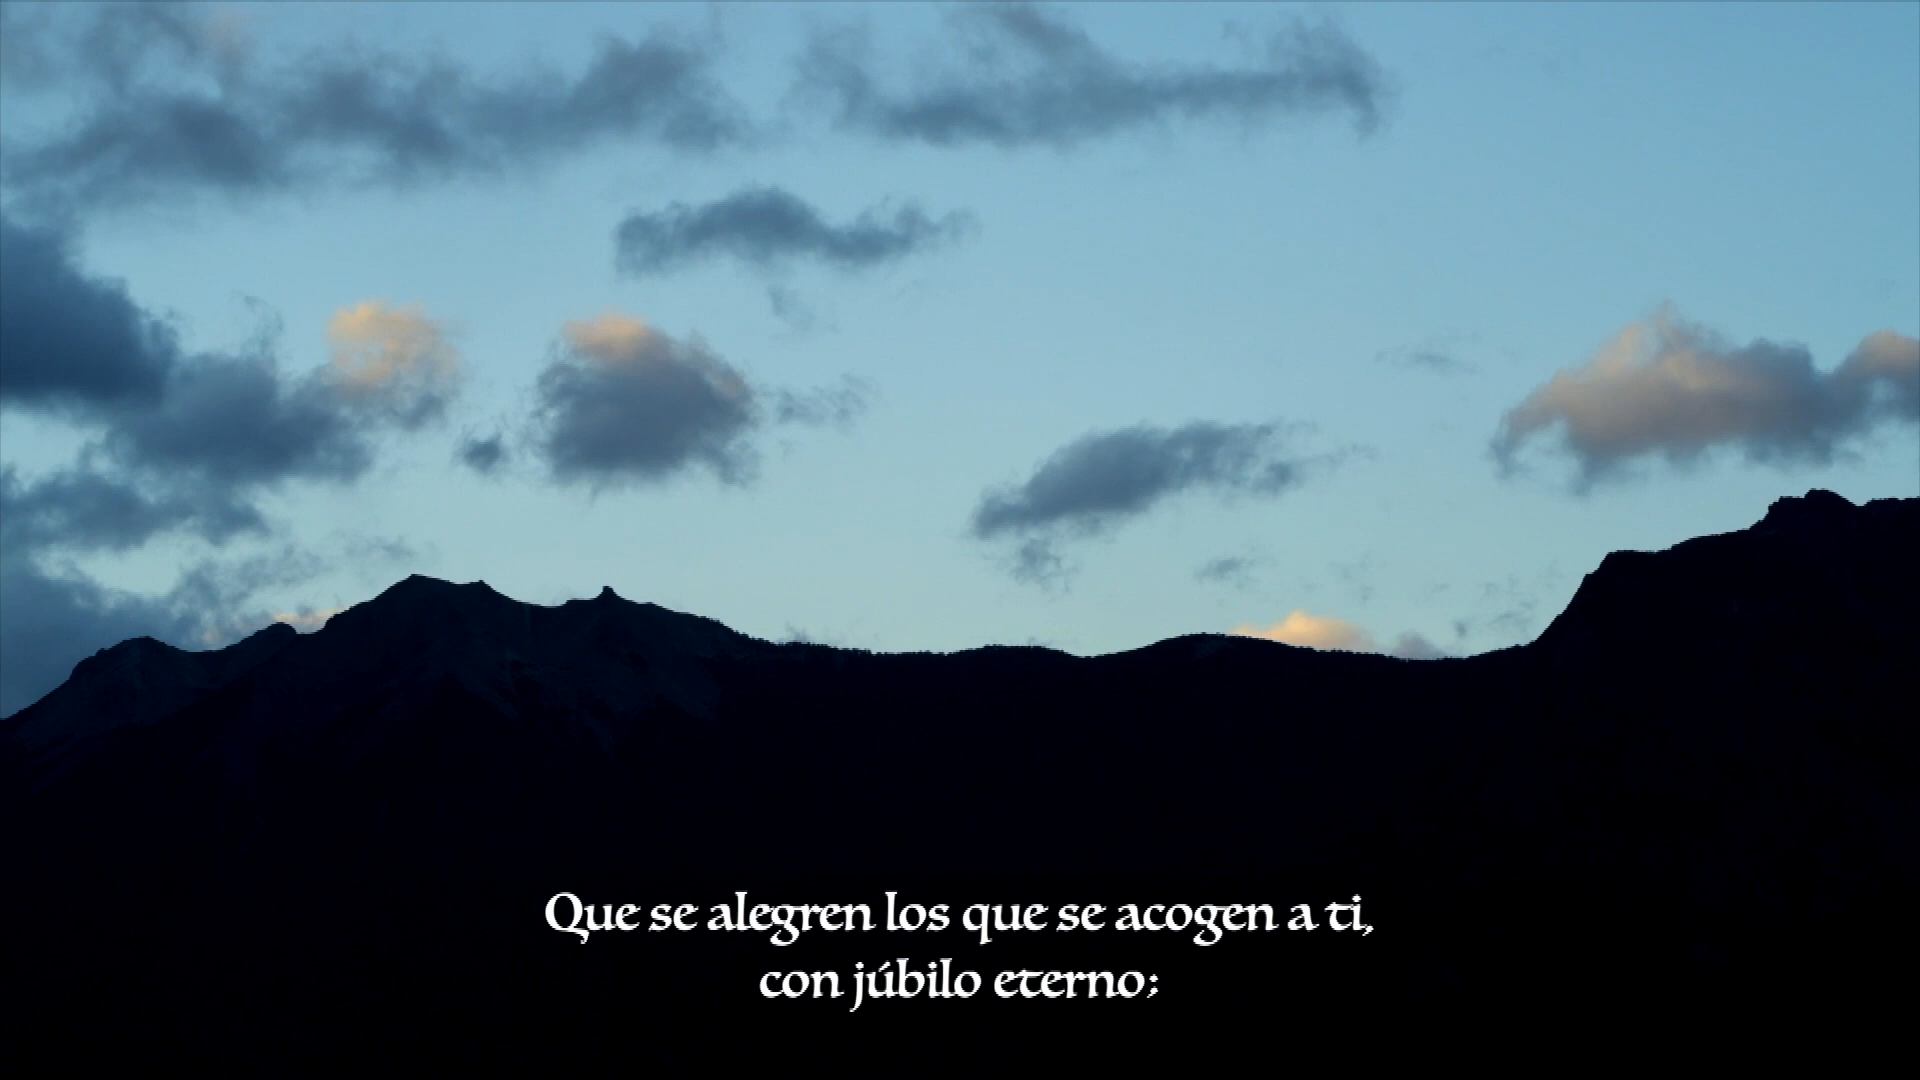 Que se alegren los que se acogen a ti,
con júbilo eterno;